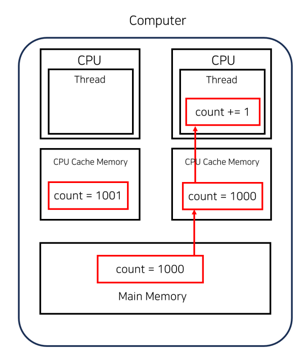 Computer
CPU
CPU
Thread
Thread
count += 1
CPU Cache Memory
CPU Cache Memory
count = 1001
count = 1000
count = 1000
Main Memory